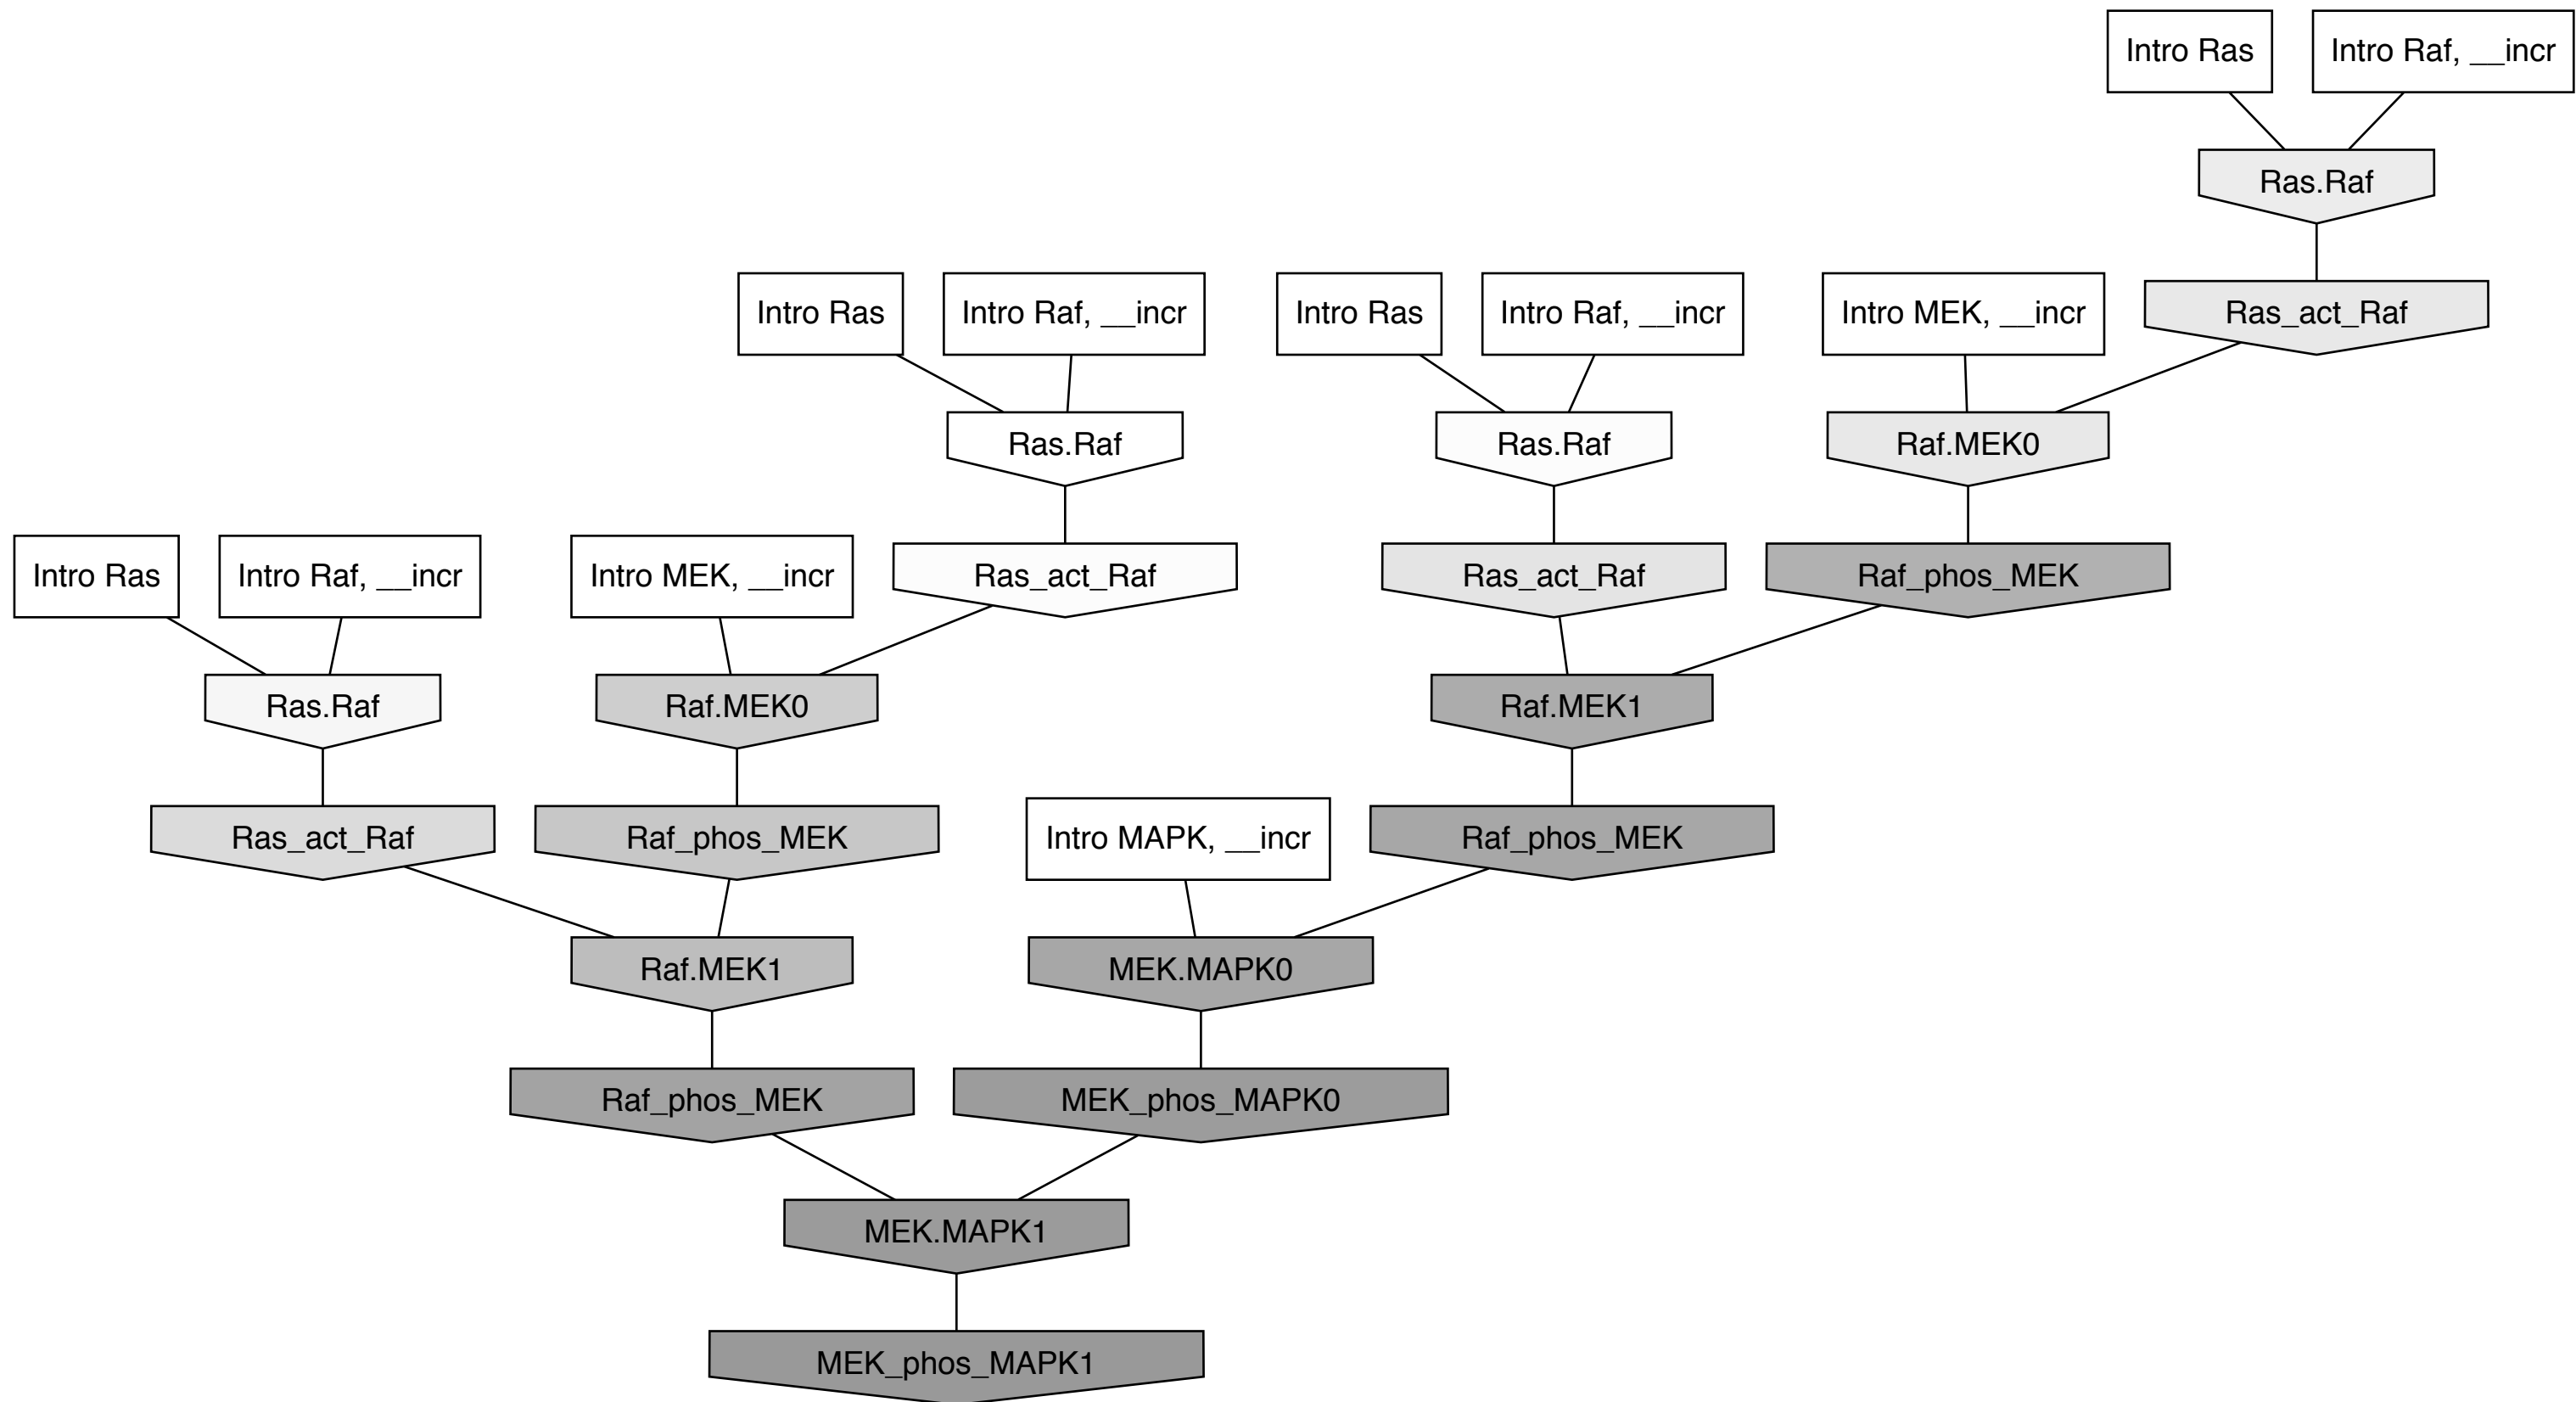 Intro Ras
Intro Raf, __incr
Ras.Raf
Intro Ras
Intro Raf, __incr
Intro Ras
Intro Raf, __incr
Intro MEK, __incr
Ras_act_Raf
Ras.Raf
Ras.Raf
Raf.MEK0
Intro Ras
Intro Raf, __incr
Intro MEK, __incr
Ras_act_Raf
Ras_act_Raf
Raf_phos_MEK
Ras.Raf
Raf.MEK0
Raf.MEK1
Ras_act_Raf
Raf_phos_MEK
Intro MAPK, __incr
Raf_phos_MEK
Raf.MEK1
MEK.MAPK0
Raf_phos_MEK
MEK_phos_MAPK0
MEK.MAPK1
MEK_phos_MAPK1